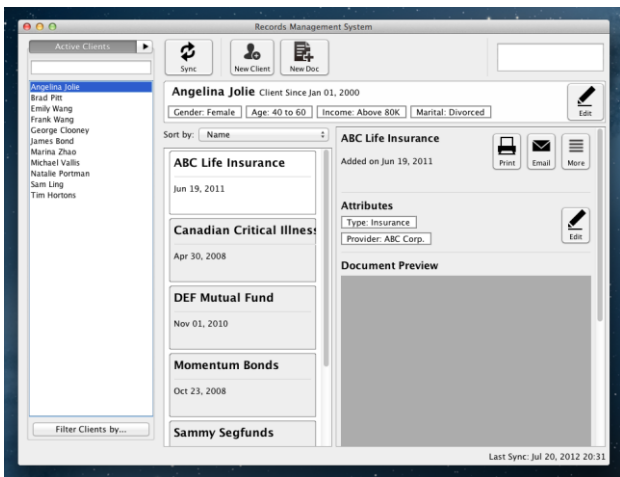 Records Management System
Active Clients
Sync
New Client
New Doc
Angelina Jolie
Brad Pitt
Emily Wang
Frank Wang
George Clooney
James Bond
Marina Zhao
Michael Vallis
Natalie Portman
Sam Ling
Tim Hortons
Filter Clients by...
Angelina Jolie Client Since Jan 01, 2000
Gender: Female Age: 40 to 60 Income: Above 80K Marital: Divorced
Edit
Sort by: Name
ABC Life Insurance
Jun 19, 2011
Canadian Critical Illness
Apr 30, 2008
DEF Mutual Fund
Nov 01, 2010
Momentum Bonds
Oct 23, 2008
Sammy Segfunds
ABC Life Insurance
Added on Jun 19, 2011
Print
Email
More
Attributes
Type: Insurance
Provider: ABC Corp.
Edit
Document Preview
Last Sync: Jul 20, 2012 20:31